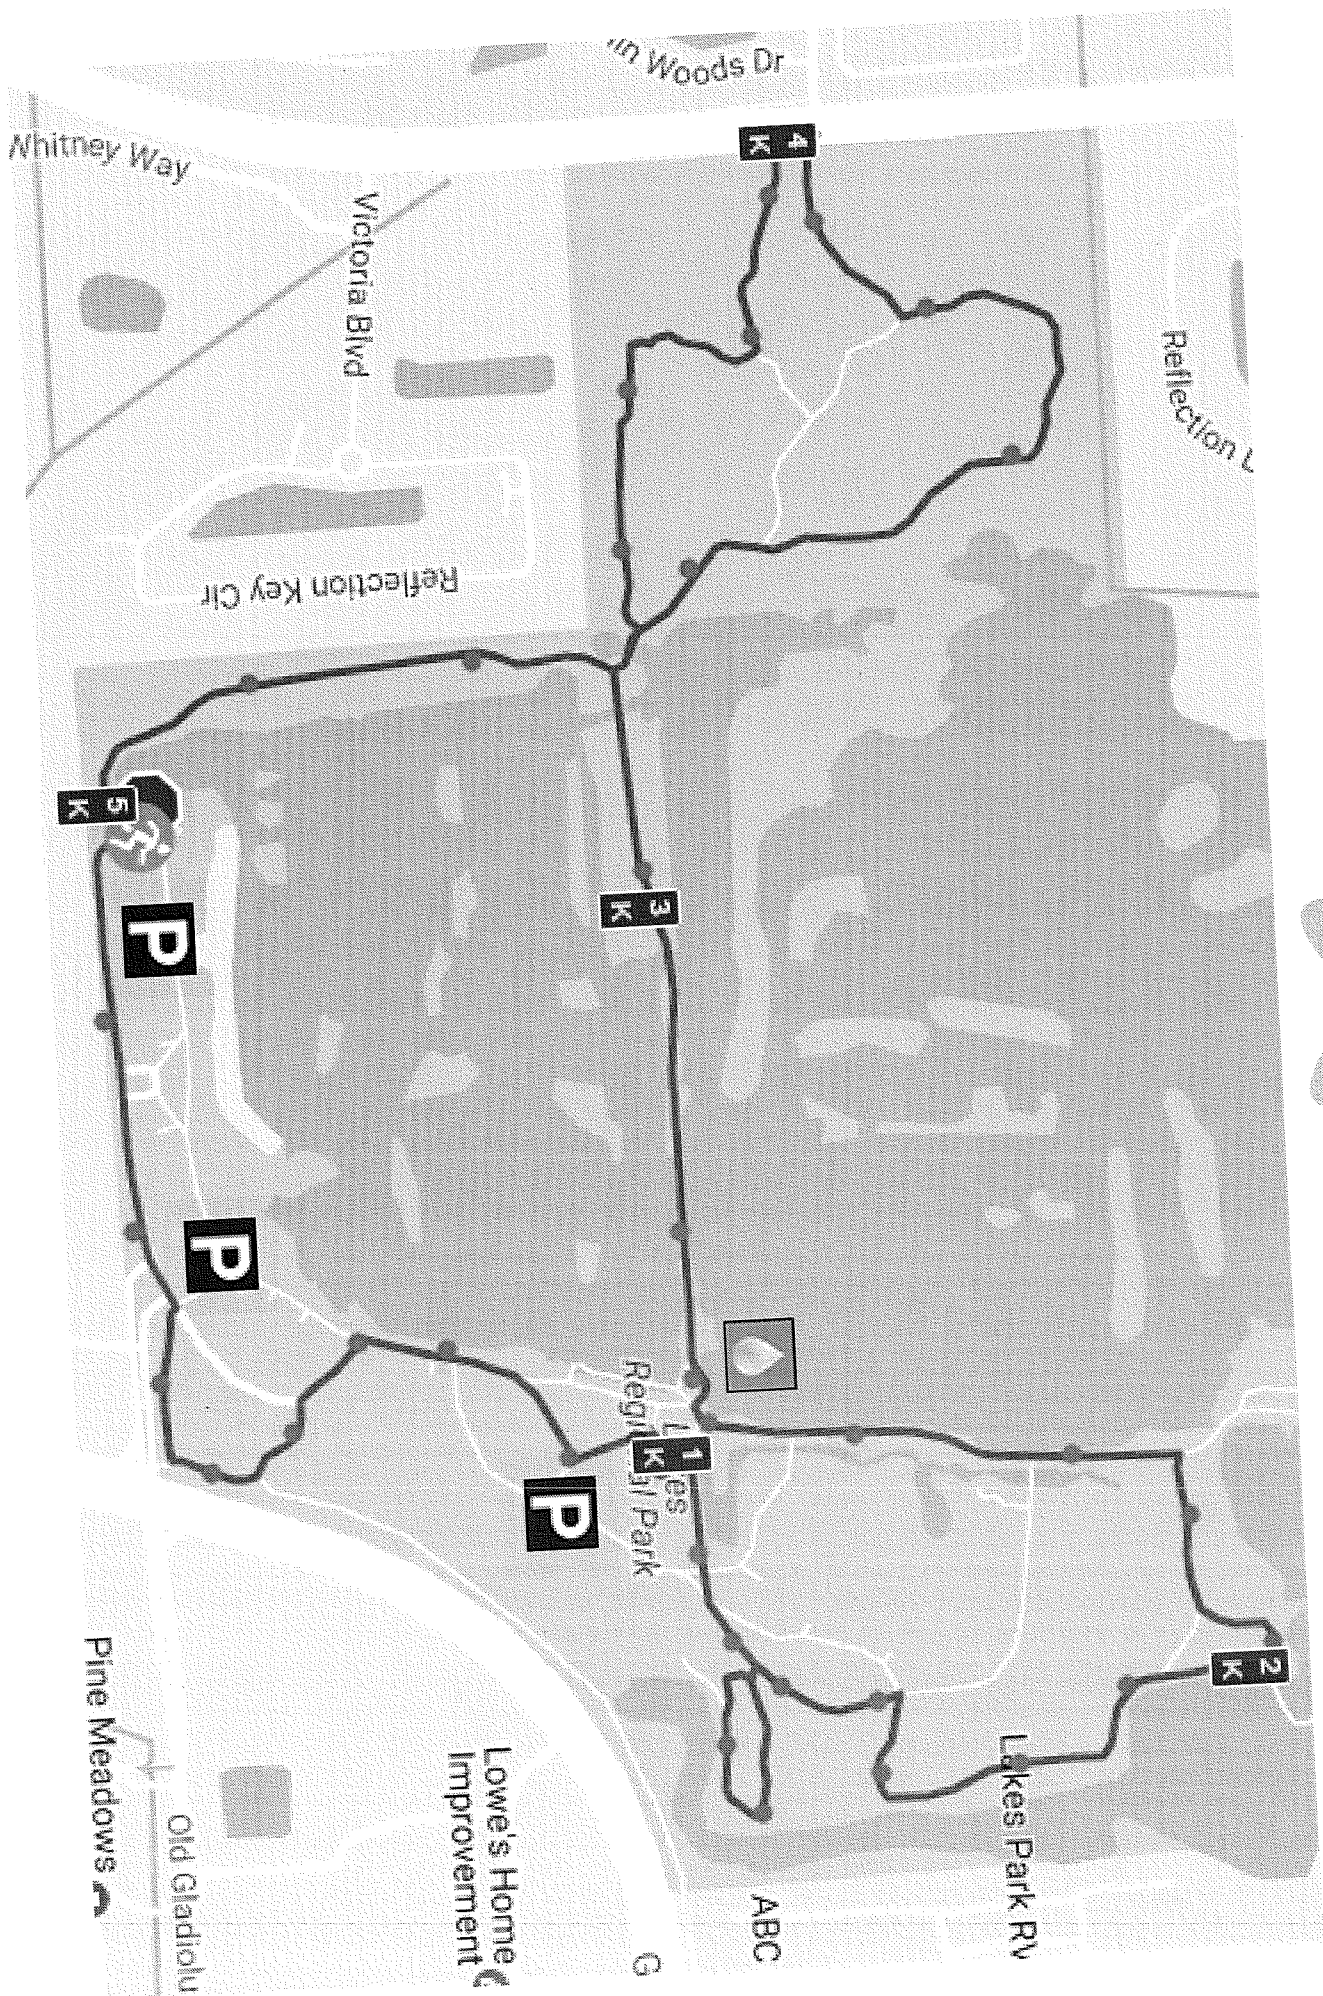 Woods Dr
Whitney Way
4
K
Victoria Blvd
Reflection
Reflection Key Cir
5
K
P
3
K
P
Lakes
Regional Park
1
K
P
2
K
Pine Meadows
Old Gladiolu
Lowe's Home
Improvement
Lakes Park RV
ABC
G